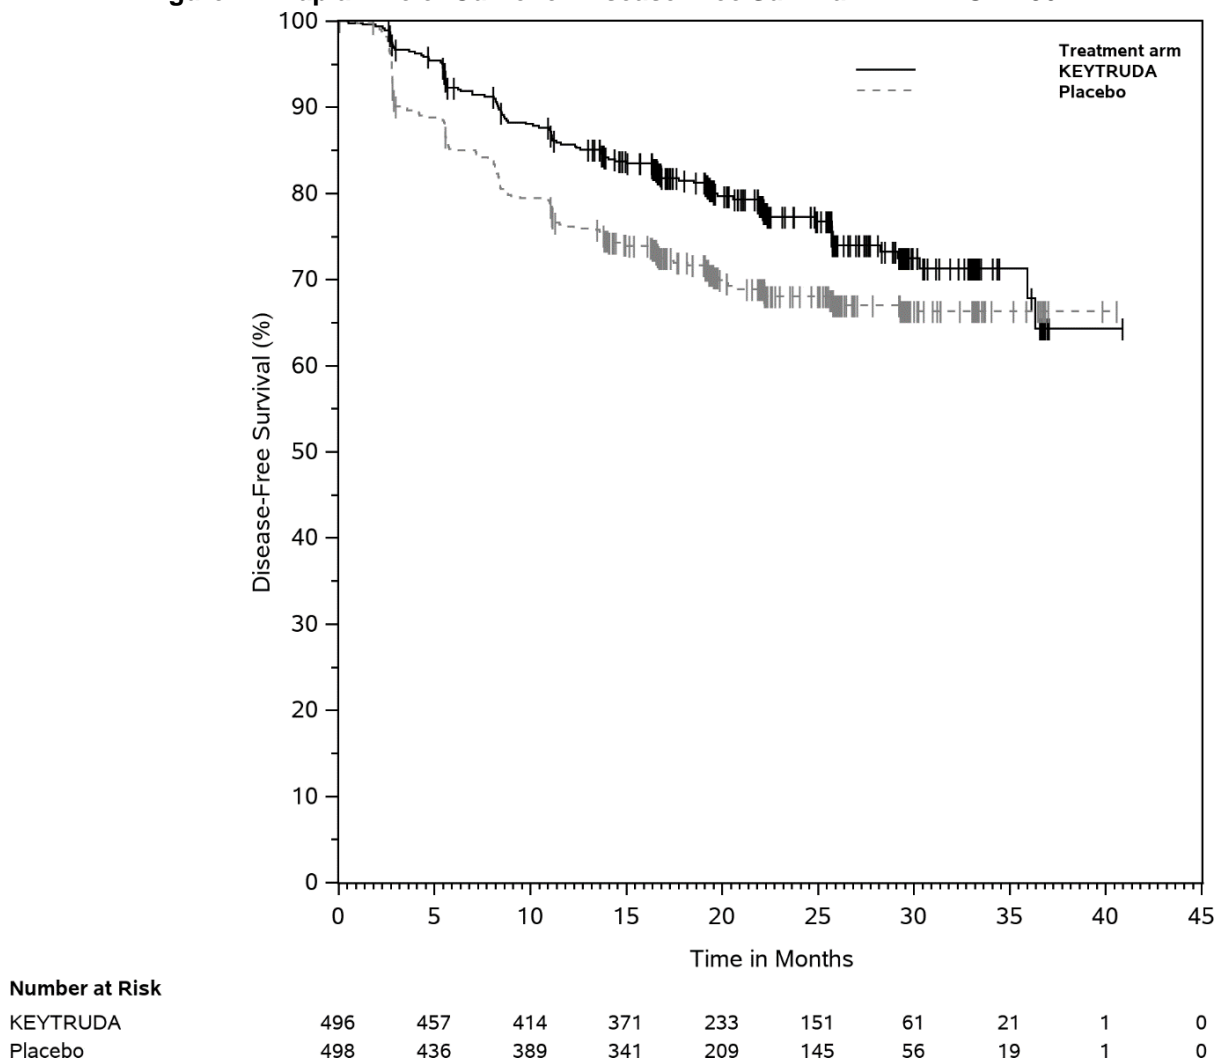 Treatment arm
KEYTRUDA
Placebo
100
90
80
70
60
50
40
30
20
10
0
Disease-Free Survival (%)
0 5 10 15 20 25 30 35 40 45
Time in Months
Number at Risk
KEYTRUDA 496 457 414 371 233 151 61 21 1 0
Placebo 498 436 389 341 209 145 56 19 1 0